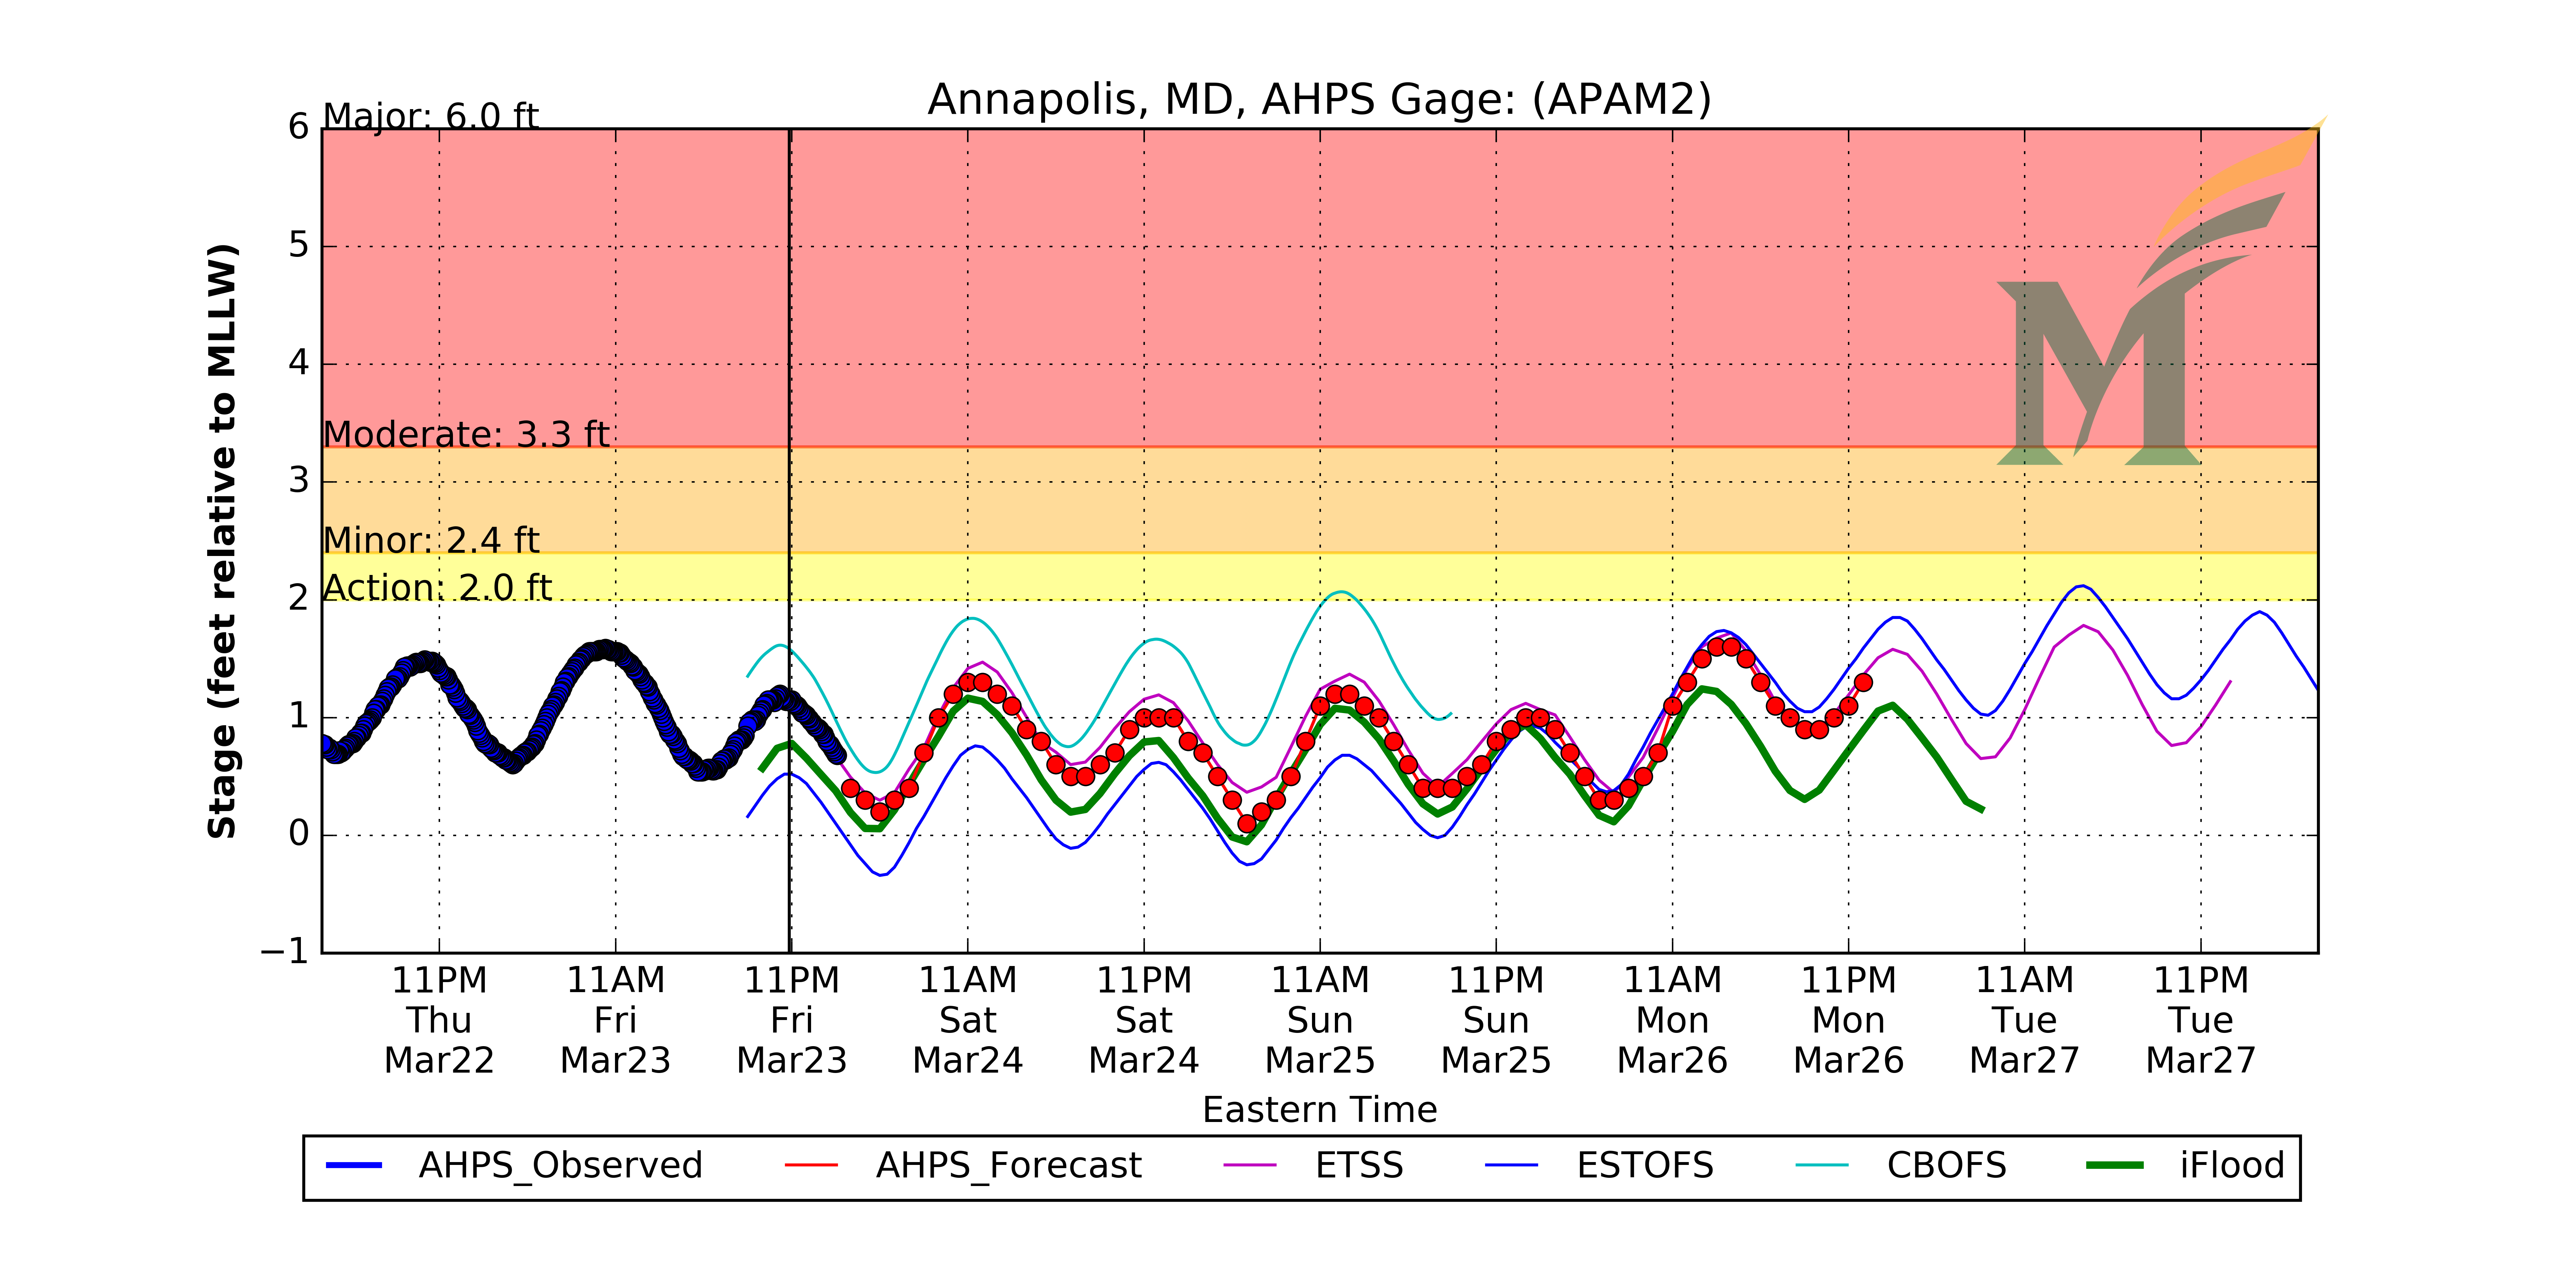 Annapolis, MD, AHPS Gage: (APAM2)
Major: 6.0 ft
Moderate: 3.3 ft
Minor: 2.4 ft
Action: 2.0 ft
6
5
4
3
2
1
0
−1
Stage (feet relative to MLLW)
11PM 11AM 11PM 11AM 11PM 11AM 11PM 11AM 11PM 11AM 11PM
Thu Fri Fri Sat Sat Sun Sun Mon Mon Tue Tue
Mar22 Mar23 Mar23 Mar24 Mar24 Mar25 Mar25 Mar26 Mar26 Mar27 Mar27
Eastern Time
AHPS_Observed AHPS_Forecast ETSS ESTOFS CBOFS iFlood
M